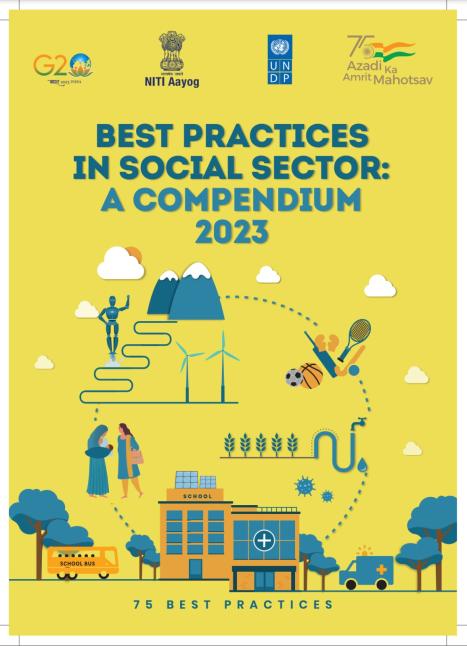 G20
NITI Aayog
U N
D P
75
Azadi Ka
Amrit Mahotsav
BEST PRACTICES
IN SOCIAL SECTOR:
A COMPENDIUM
2023
SCHOOL
SCHOOL BUS
75 BEST PRACTICES